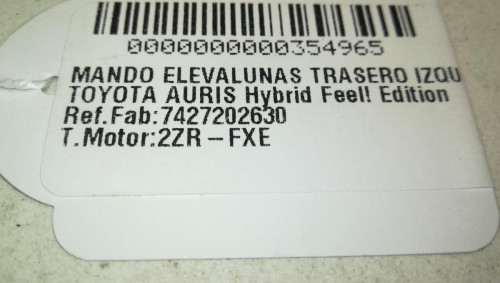 0000000000354965
MANDO ELEVALUNAS TRASERO IZQU
TOYOTA AURIS Hybrid Feel! Edition
Ref.Fab:7427202630
T.Motor:2ZR-FXE